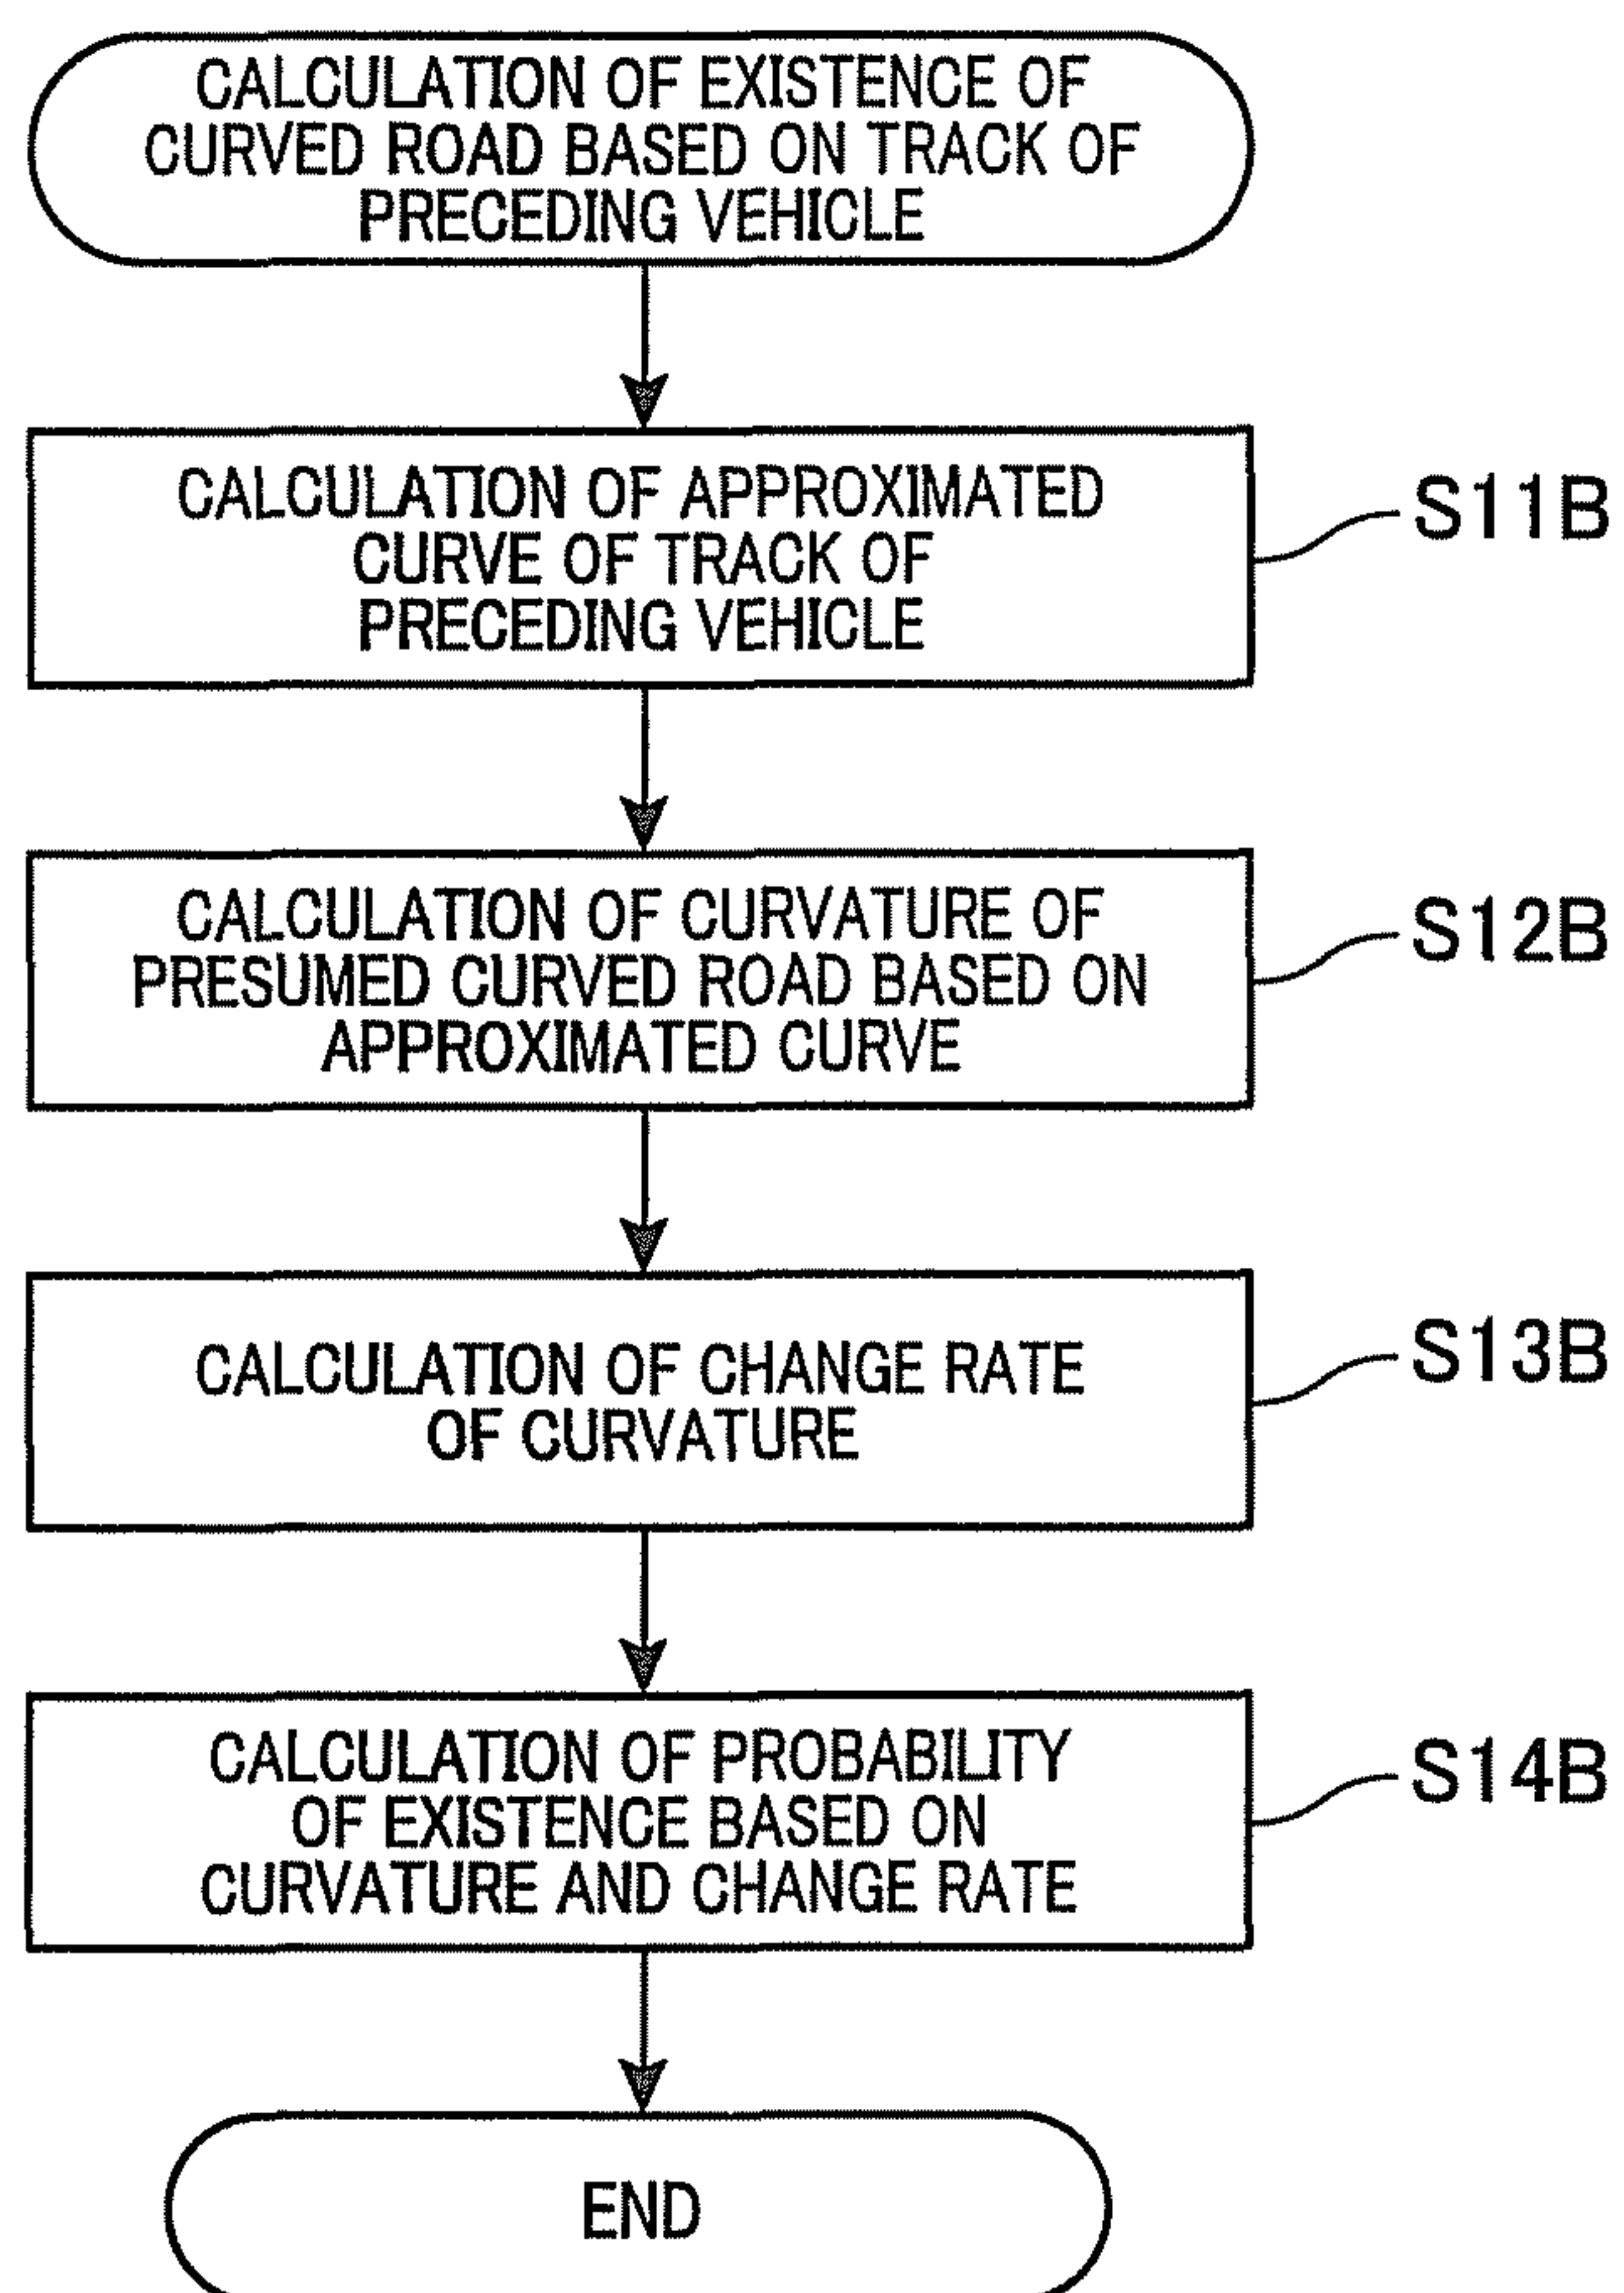 CALCULATION OF EXISTENCE OF
CURVED ROAD BASED ON TRACK OF
PRECEDING VEHICLE
CALCULATION OF APPROXIMATED
CURVE OF TRACK OF
PRECEDING VEHICLE
S11B
CALCULATION OF CURVATURE OF
PRESUMED CURVED ROAD BASED ON
APPROXIMATED CURVE
S12B
CALCULATION OF CHANGE RATE
OF CURVATURE
S13B
CALCULATION OF PROBABILITY
OF EXISTENCE BASED ON
CURVATURE AND CHANGE RATE
S14B
END